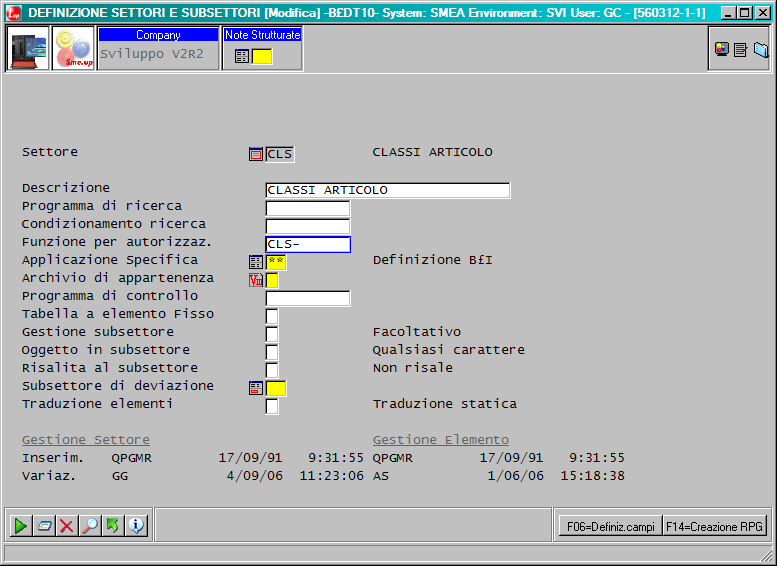 DEFINIZIONE SETTORI E SUBSETTORI [Modifica] -B£DT10- System: SMEA Environment: SVI User: GC - [560312-1-1]
Sme.up
Company
Sviluppo V2R2
Note Strutturate
Settore CLS CLASSI ARTICOLO
Descrizione CLASSI ARTICOLO
Programma di ricerca
Condizionamento ricerca
Funzione per autorizzaz. CLS-
Applicazione Specifica ** Definizione B£I
Archivio di appartenenza
Programma di controllo
Tabella a elemento Fisso
Gestione subsettore Facoltativo
Oggetto in subsettore Qualsiasi carattere
Risalita al subsettore Non risale
Subsettore di deviazione
Traduzione elementi Traduzione statica
Gestione Settore Gestione Elemento
Inserim. QPGMR 17/09/91 9:31:55 QPGMR 17/09/91 9:31:55
Variaz. GG 4/09/06 11:23:06 AS 1/06/06 15:18:38
F06=Definiz.campi F14=Creazione RPG